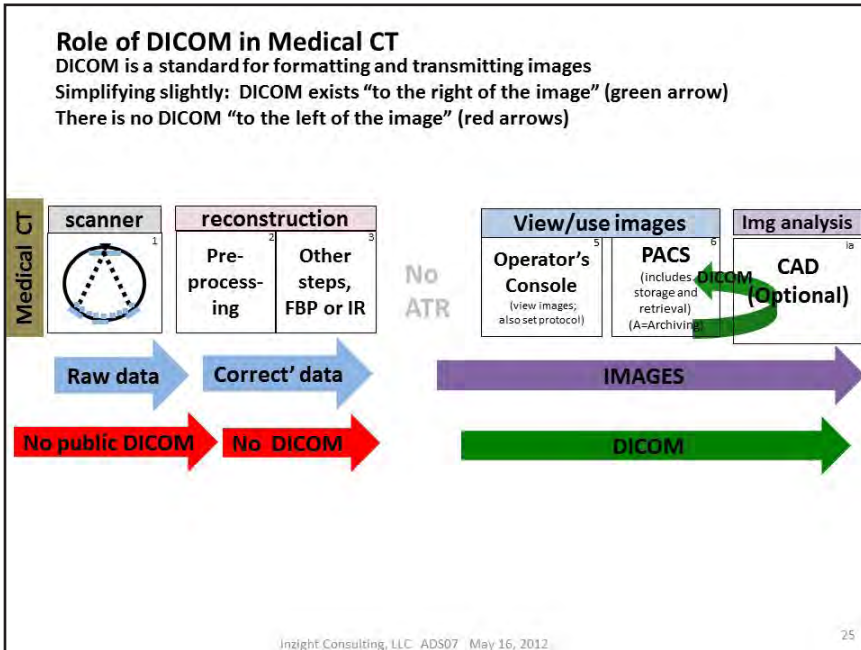 Role of DICOM in Medical CT
DICOM is a standard for formatting and transmitting images
Simplifying slightly: DICOM exists “to the right of the image” (green arrow)
There is no DICOM “to the left of the image” (red arrows)
Medical CT
scanner
1
reconstruction
2
Pre-
process-
ing
3
Other
steps,
FBP or IR
No
ATR
View/use images
5
Operator's
Console
(view images;
also set protocol)
6
PACS
(includes
storage and
retrieval)
(A=Archiving)
DICOM
Img analysis
ia
CAD
(Optional)
Raw data
Correct' data
IMAGES
No public DICOM
No DICOM
DICOM
Inzight Consulting, LLC ADS07 May 16, 2012
25